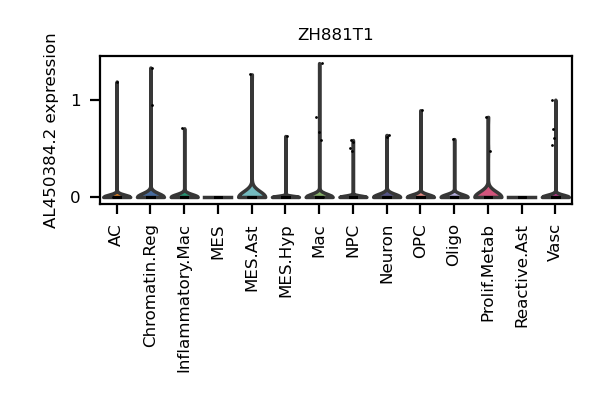 ZH881T1
AL450384.2 expression
1
0
AC
Chromatin.Reg
Inflammatory.Mac
MES
MES.Ast
MES.Hyp
Mac
NPC
Neuron
OPC
Oligo
Prolif.Metab
Reactive.Ast
Vasc